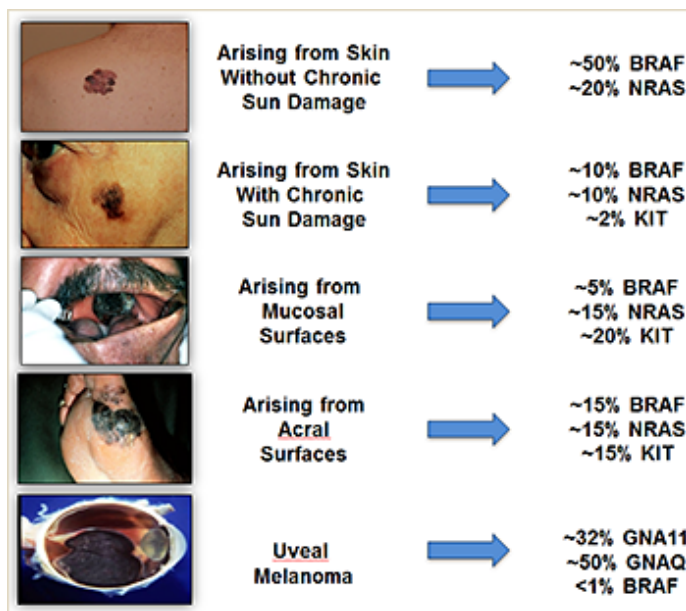 Arising from Skin
Without Chronic
Sun Damage
~50% BRAF
~20% NRAS
Arising from Skin
With Chronic
Sun Damage
~10% BRAF
~10% NRAS
~2% KIT
Arising from
Mucosal
Surfaces
~5% BRAF
~15% NRAS
~20% KIT
Arising from
Acral
Surfaces
~15% BRAF
~15% NRAS
~15% KIT
Uveal
Melanoma
~32% GNA11
~50% GNAQ
<1% BRAF